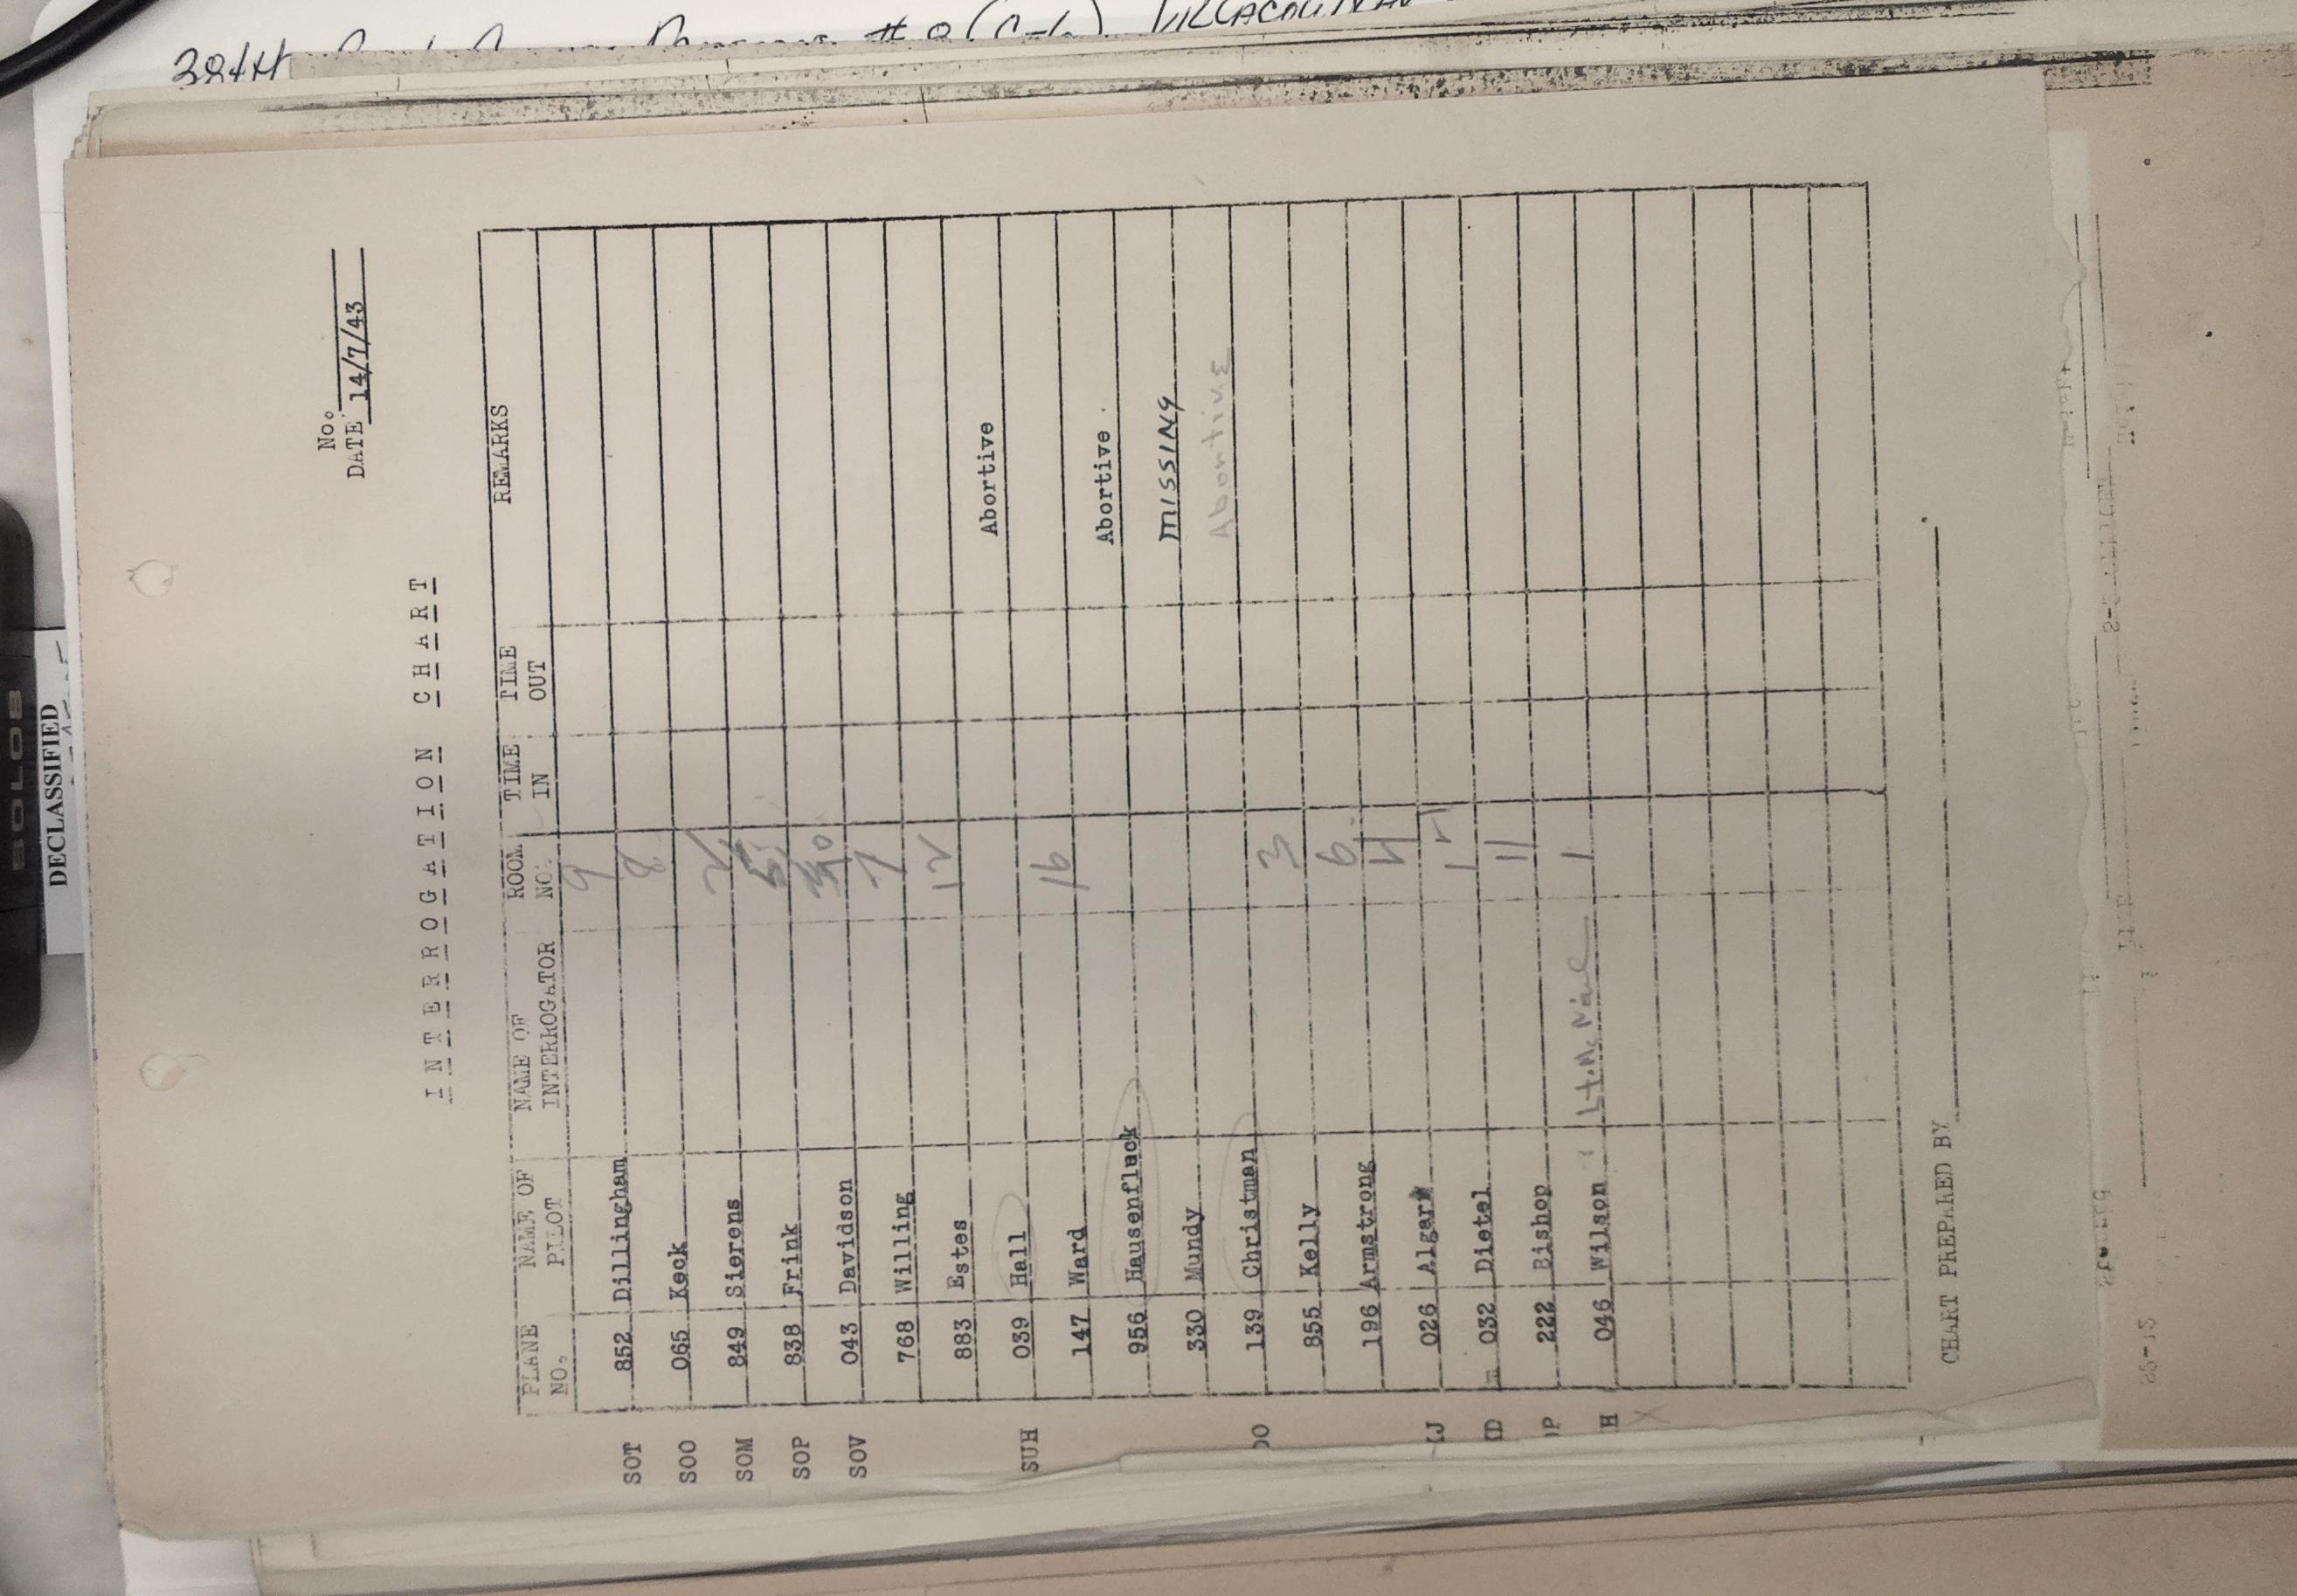 DECLASSIFIED
No.
DATE 14/7/43
INTERROGATION CHART
PLANE NO. NAME OF PILOT NAME OF INTERROGATOR ROOM NO. TIME IN TIME OUT REMARKS
SOT 852 Dillingham 6
SOO 065 Keck 8
SOM 849 Sierens
SOP 838 Frink
SOV 043 Davidson
768 Willing
883 Estes 12
SUH 039 Hall Abortive
147 Ward 16
956 Hausenfluck Abortive
330 Mundy MISSING
139 Christman Abortive
855 Kelly 3
196 Armstrong
026 Algar
032 Dietel
222 Bishop 11
046 Wilson 1
CHART PREPARED BY